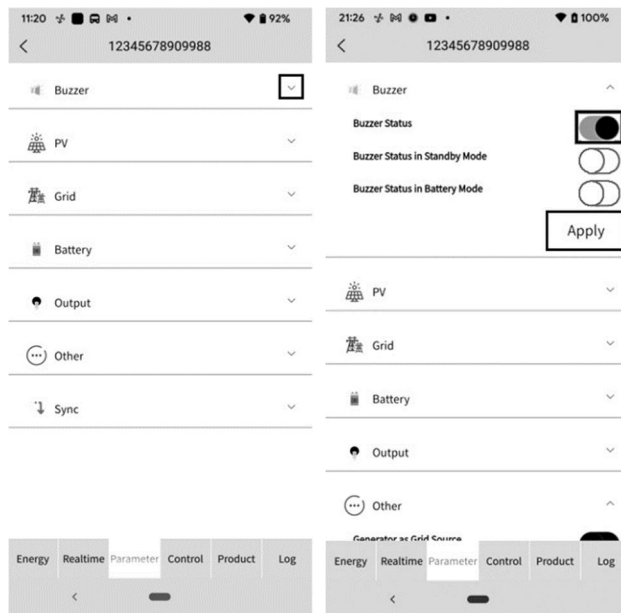 11:20
92%
12345678909988
Buzzer
PV
Grid
Battery
Output
Other
Sync
Energy Realtime Parameter Control Product Log
21:26
100%
12345678909988
Buzzer
Buzzer Status
Buzzer Status in Standby Mode
Buzzer Status in Battery Mode
Apply
PV
Grid
Battery
Output
Other
Generator as Grid Source
Energy Realtime Parameter Control Product Log